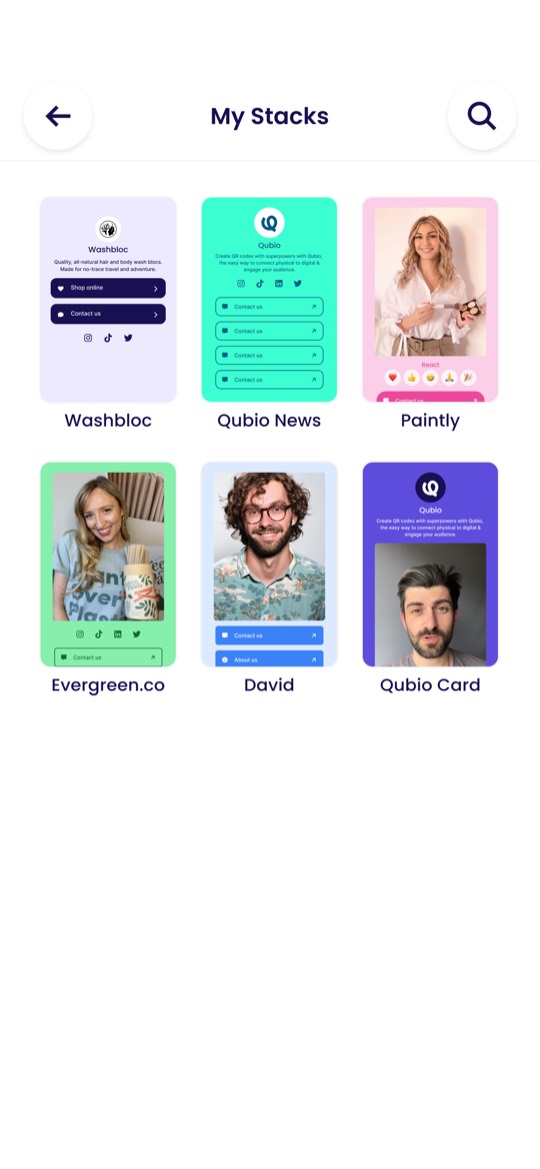 My Stacks
Washbloc
Quality, all-natural hair and body wash blocs.
Made for no-trace travel and adventure.
Shop online
Contact us
Washbloc
Qubio
Create QR codes with superpowers with Qubio,
the easy way to connect physical to digital &
engage your audience.
Contact us
Contact us
Contact us
Contact us
Qubio News
React
Contact us
Paintly
Contact us
Evergreen.co
Contact us
About us
David
Qubio
Create QR codes with superpowers with Qubio,
the easy way to connect physical to digital &
engage your audience.
Qubio Card